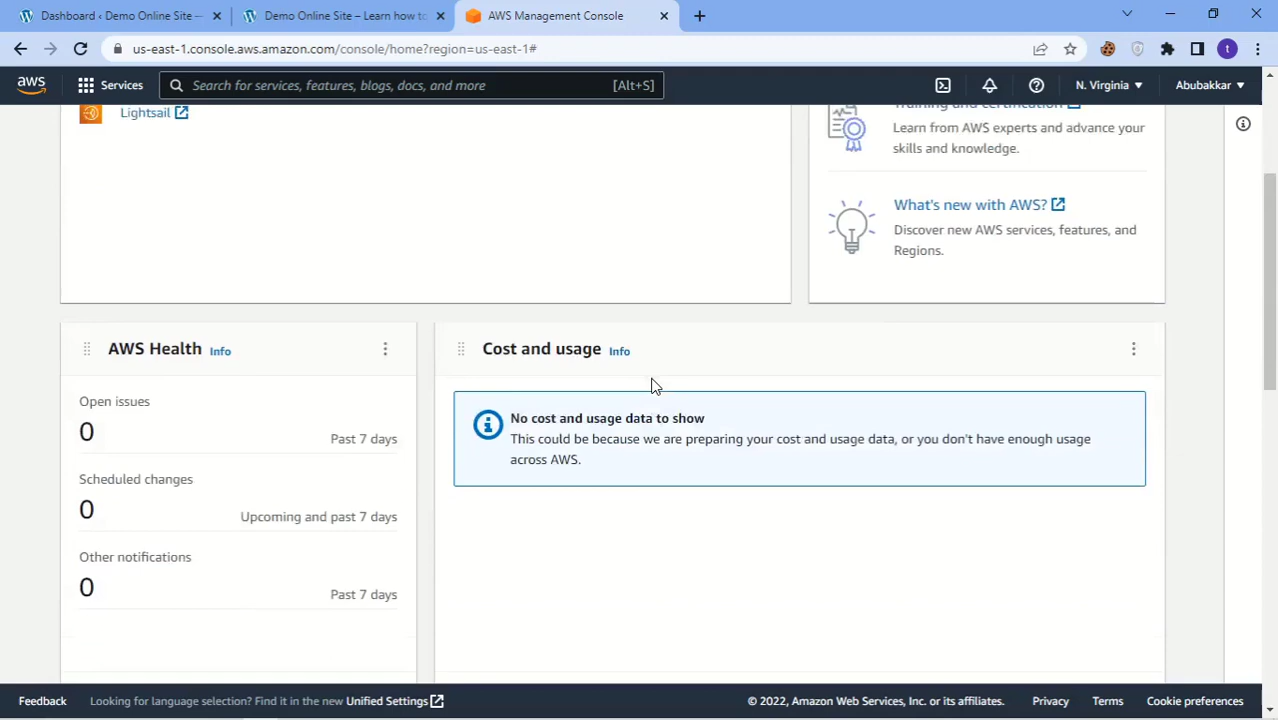 Dashboard ‹ Demo Online Site —
Demo Online Site – Learn how to
AWS Management Console
us-east-1.console.aws.amazon.com/console/home?region=us-east-1#
t
aws
Services
Search for services, features, blogs, docs, and more
[Alt+S]
N. Virginia
Abubakkar
Lightsail
Training and certification
Learn from AWS experts and advance your
skills and knowledge.
What's new with AWS?
Discover new AWS services, features, and
Regions.
AWS Health Info
Open issues
0
Past 7 days
Scheduled changes
0
Upcoming and past 7 days
Other notifications
0
Past 7 days
Cost and usage Info
No cost and usage data to show
This could be because we are preparing your cost and usage data, or you don't have enough usage
across AWS.
Feedback
Looking for language selection? Find it in the new Unified Settings
© 2022, Amazon Web Services, Inc. or its affiliates.
Privacy
Terms
Cookie preferences